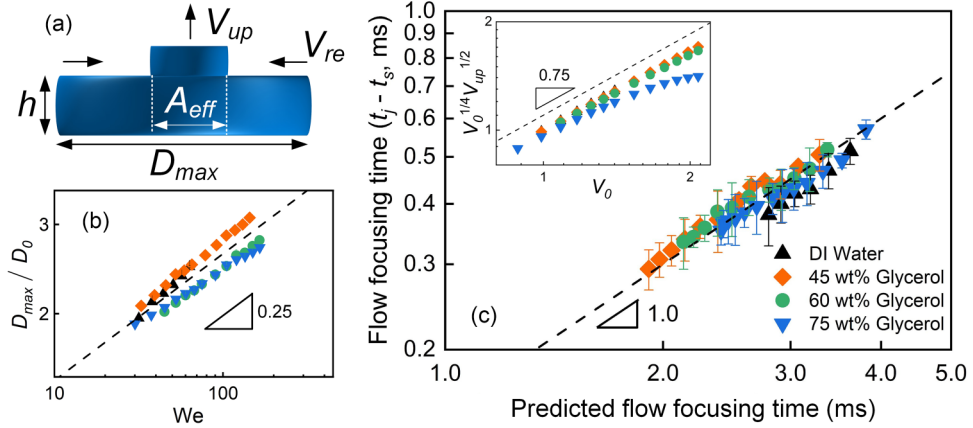 (a)
V_up
V_re
h
A_eff
D_max
(b)
D_max / D_0
3
2
10
100
We
0.25
Flow focusing time (t_j - t_s, ms)
1.0
0.9
0.8
0.7
0.6
0.5
0.4
0.3
0.2
V_0^1/4 V_up^1/2
2
1
0.75
1
2
V_0
DI Water
45 wt% Glycerol
60 wt% Glycerol
75 wt% Glycerol
(c)
1.0
1.0
2.0
3.0
4.0
5.0
Predicted flow focusing time (ms)